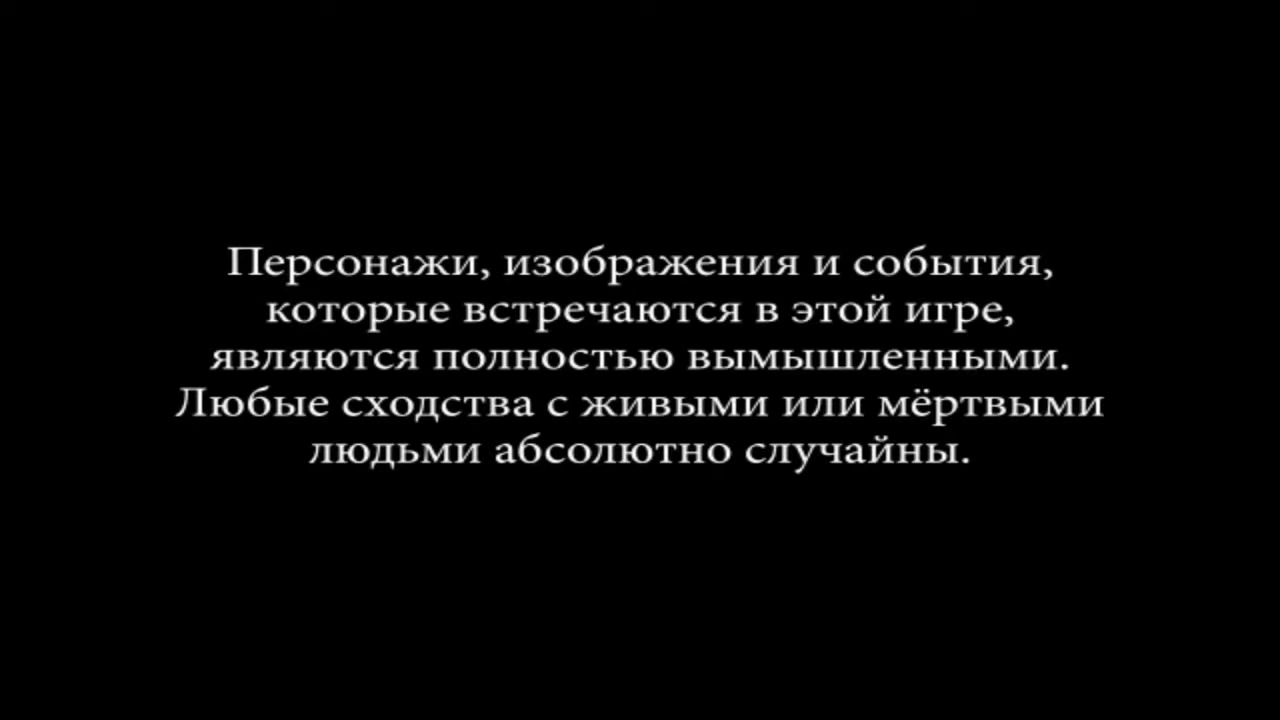 Персонажи, изображения и события,
которые встречаются в этой игре,
являются полностью вымышленными.
Любые сходства с живыми или мёртвыми
людьми абсолютно случайны.